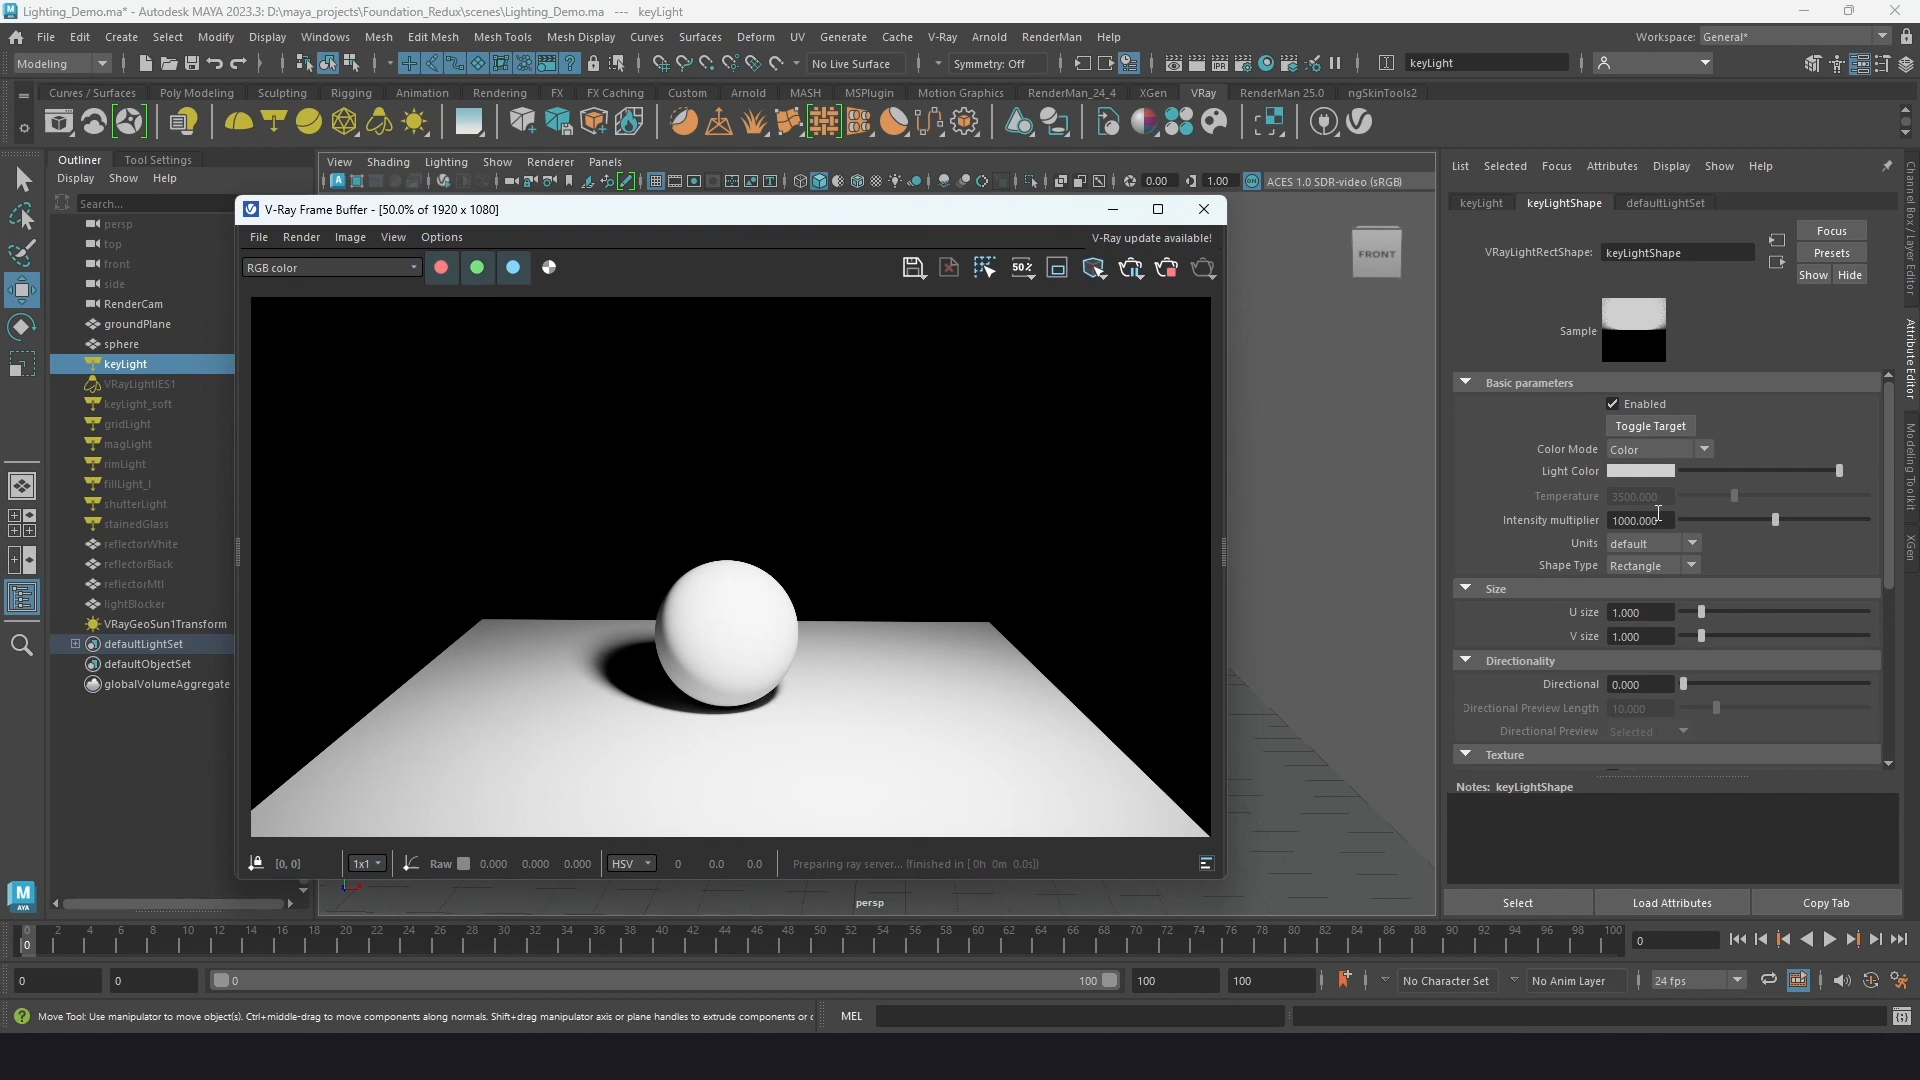 Lighting_Demo.ma* - Autodesk MAYA 2023.3: D:\maya_projects\Foundation_Redux\scenes\Lighting_Demo.ma --- keyLight
File Edit Create Select Modify Display Windows Mesh Edit Mesh Mesh Tools Mesh Display Curves Surfaces Deform UV Generate Cache V-Ray Arnold RenderMan Help
Workspace: General*
Modeling No Live Surface Symmetry: Off keyLight
Curves / Surfaces Poly Modeling Sculpting Rigging Animation Rendering FX FX Caching Custom Arnold MASH MSPlugin Motion Graphics RenderMan_24_4 XGen VRay RenderMan 25.0 ngSkinTools2
Outliner Tool Settings
Display Show Help
Search...
persp
top
front
side
RenderCam
groundPlane
sphere
keyLight
VRayLightIES1
keyLight_soft
gridLight
magLight
rimLight
fillLight_l
shutterLight
stainedGlass
reflectorWhite
reflectorBlack
reflectorMtl
lightBlocker
VRayGeoSun1Transform
defaultLightSet
defaultObjectSet
globalVolumeAggregate
View Shading Lighting Show Renderer Panels
0.00 1.00 ACES 1.0 SDR-video (sRGB)
FRONT
persp
V-Ray Frame Buffer - [50.0% of 1920 x 1080]
File Render Image View Options
V-Ray update available!
RGB color
50%
[0, 0] 1x1 Raw 0.000 0.000 0.000 HSV 0 0.0 0.0 Preparing ray server... (finished in [ 0h 0m 0.0s])
List Selected Focus Attributes Display Show Help
keyLight keyLightShape defaultLightSet
VRayLightRectShape: keyLightShape
Focus
Presets
Show Hide
Sample
Basic parameters
Enabled
Toggle Target
Color Mode Color
Light Color
Temperature 3500.000
Intensity multiplier 1000.000
Units default
Shape Type Rectangle
Size
U size 1.000
V size 1.000
Directionality
Directional 0.000
Directional Preview Length 10.000
Directional Preview Selected
Texture
Notes: keyLightShape
Select Load Attributes Copy Tab
Channel Box / Layer Editor
Attribute Editor
Modeling Toolkit
XGen
M
AYA
0 2 4 6 8 10 12 14 16 18 20 22 24 26 28 30 32 34 36 38 40 42 44 46 48 50 52 54 56 58 60 62 64 66 68 70 72 74 76 78 80 82 84 86 88 90 92 94 96 98 100
0 0
0 0 0 100 100 100 No Character Set No Anim Layer 24 fps
Move Tool: Use manipulator to move object(s). Ctrl+middle-drag to move components along normals. Shift+drag manipulator axis or plane handles to extrude components or
MEL